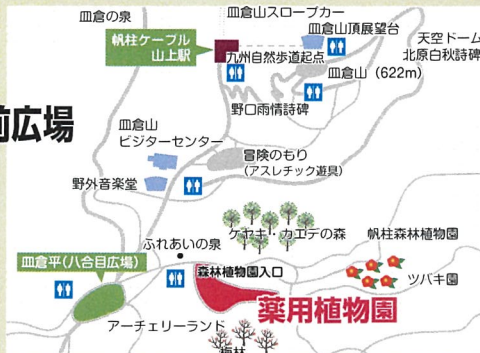 皿倉の泉
皿倉山スロープカー
帆柱ケーブル
山上駅
皿倉山頂展望台
天空ドーム
北原白秋詩碑
九州自然歩道起点
皿倉山（622m）
野口雨情詩碑
前広場
皿倉山
ビジターセンター
冒険のもり
（アスレチック遊具）
野外音楽堂
ケヤキ・カエデの森
帆柱森林植物園
ふれあいの泉
皿倉平（八合目広場）
森林植物園入口
ツバキ園
薬用植物園
アーチェリーランド
梅林